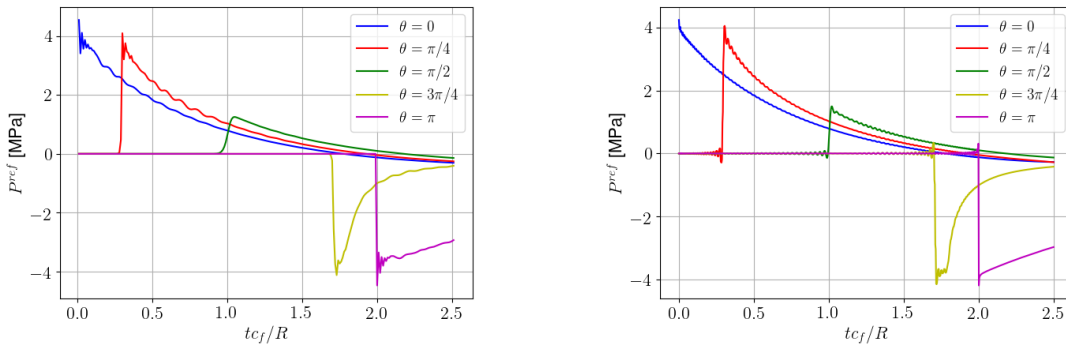 4
2
0
−2
−4
P^{ref} [MPa]
0.0 0.5 1.0 1.5 2.0 2.5
tc_f/R
θ = 0
θ = π/4
θ = π/2
θ = 3π/4
θ = π
4
2
0
−2
−4
P^{ref} [MPa]
0.0 0.5 1.0 1.5 2.0 2.5
tc_f/R
θ = 0
θ = π/4
θ = π/2
θ = 3π/4
θ = π